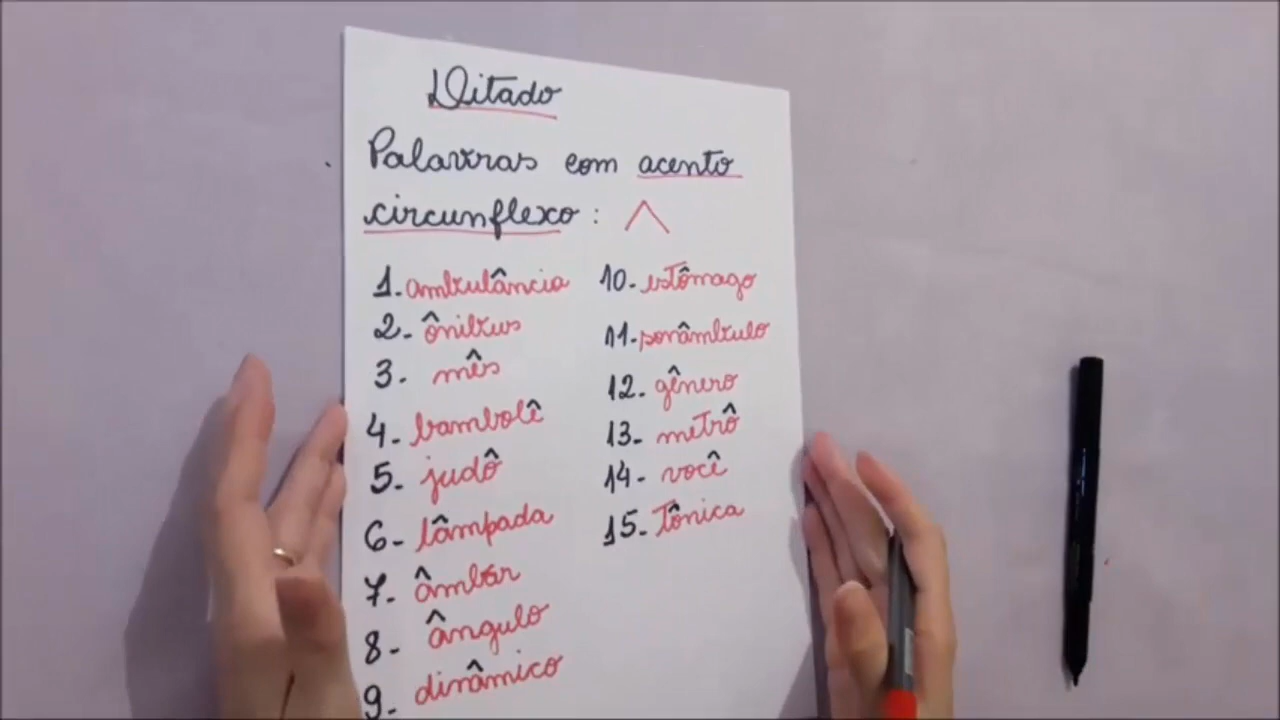 Ditado
Palavras com acento
circunflexo: ^
1. ambulância
2. ônibus
3. mês
4. bambolê
5. judô
6. lâmpada
7. âmbar
8. ângulo
9. dinâmico
10. estômago
11. sonâmbulo
12. gênero
13. metrô
14. você
15. tônica